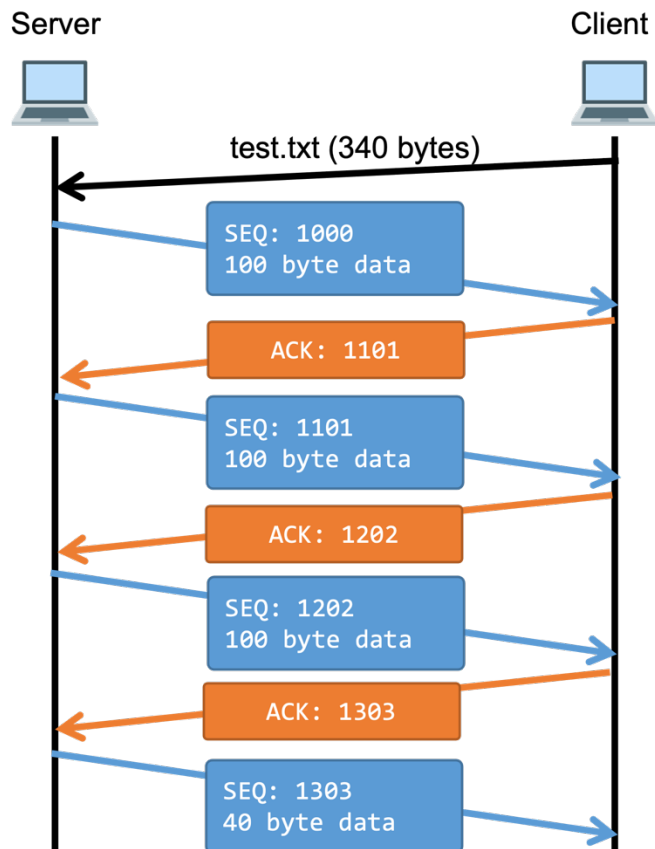 Server
Client
test.txt (340 bytes)
SEQ: 1000
100 byte data
ACK: 1101
SEQ: 1101
100 byte data
ACK: 1202
SEQ: 1202
100 byte data
ACK: 1303
SEQ: 1303
40 byte data